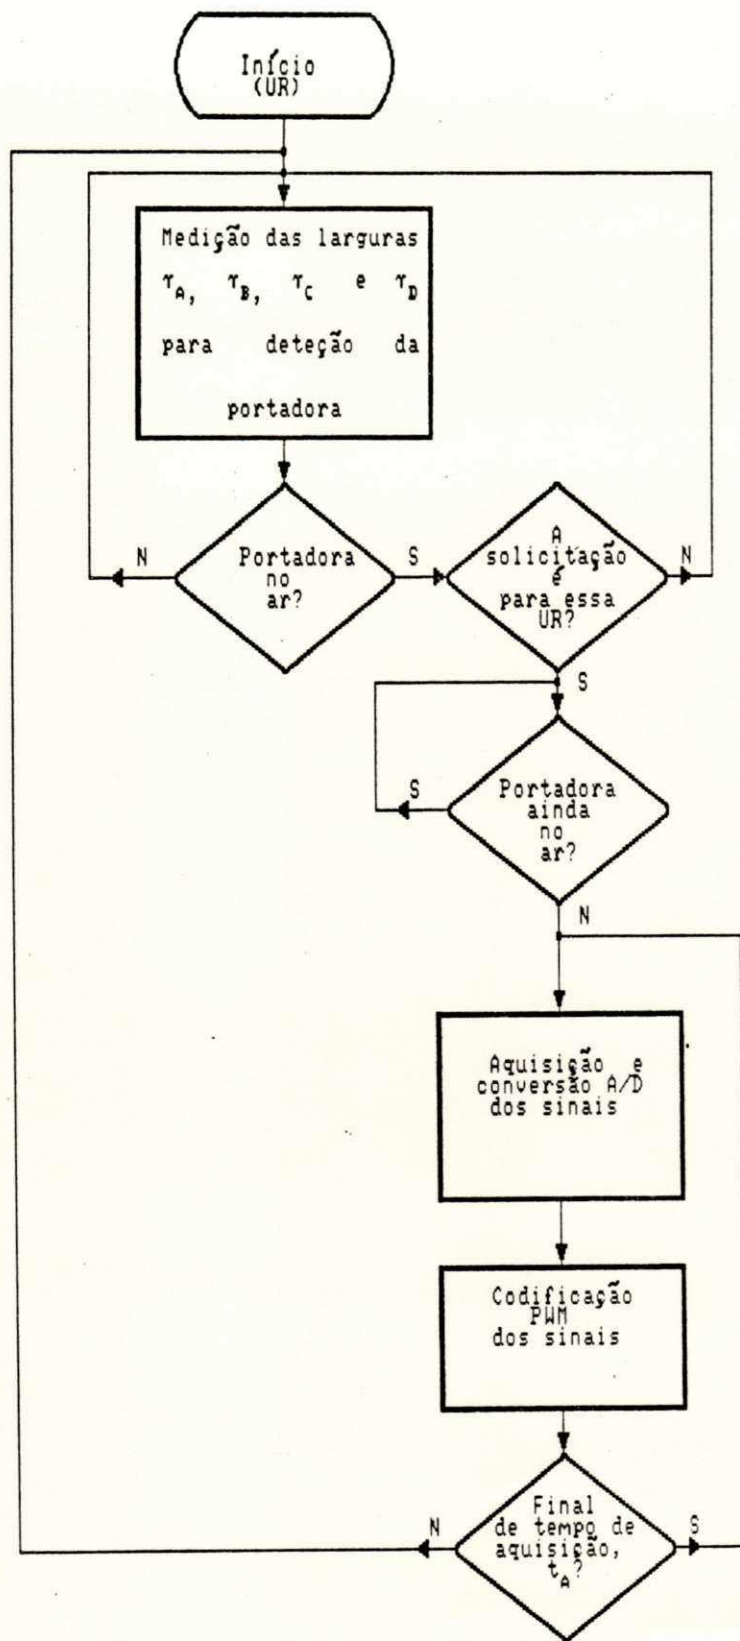 Início
(UR)
Medição das larguras
τA, τB, τC e τD
para deteção da
portadora
Portadora
no
ar?
N
S
A
solicitação
é
para essa
UR?
N
S
Portadora
ainda
no
ar?
S
N
Aquisição e
conversão A/D
dos sinais
Codificação
PWM
dos sinais
Final
de tempo de
aquisição,
tA?
N
S